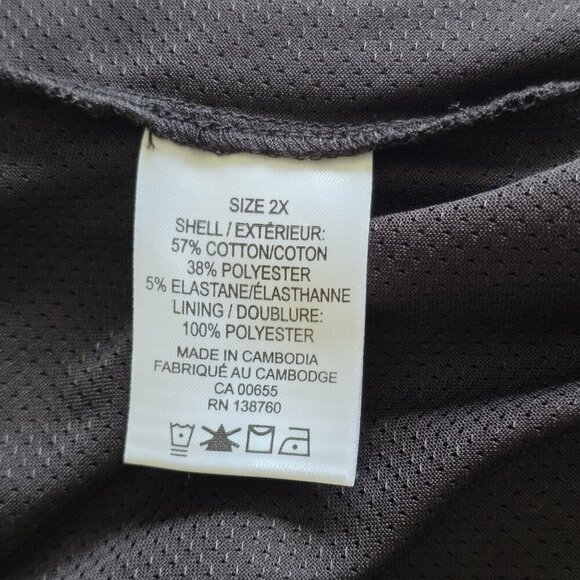 SIZE 2X
SHELL / EXTÉRIEUR:
57% COTTON/COTON
38% POLYESTER
5% ELASTANE/ÉLASTHANNE
LINING / DOUBLURE:
100% POLYESTER
MADE IN CAMBODIA
FABRIQUÉ AU CAMBODGE
CA 00655
RN 138760